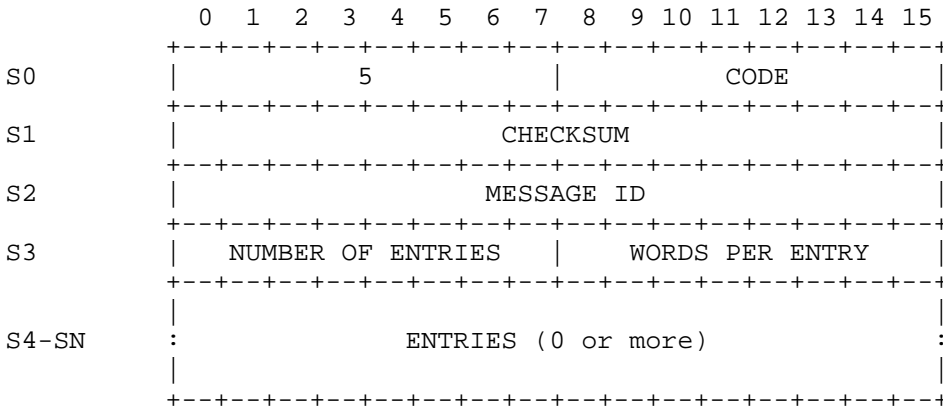 0 1 2 3 4 5 6 7 8 9 10 11 12 13 14 15
+--+--+--+--+--+--+--+--+--+--+--+--+--+--+--+--+
S0 | 5 | CODE |
+--+--+--+--+--+--+--+--+--+--+--+--+--+--+--+--+
S1 | CHECKSUM |
+--+--+--+--+--+--+--+--+--+--+--+--+--+--+--+--+
S2 | MESSAGE ID |
+--+--+--+--+--+--+--+--+--+--+--+--+--+--+--+--+
S3 | NUMBER OF ENTRIES | WORDS PER ENTRY |
+--+--+--+--+--+--+--+--+--+--+--+--+--+--+--+--+
| |
S4-SN : ENTRIES (0 or more) :
| |
+--+--+--+--+--+--+--+--+--+--+--+--+--+--+--+--+